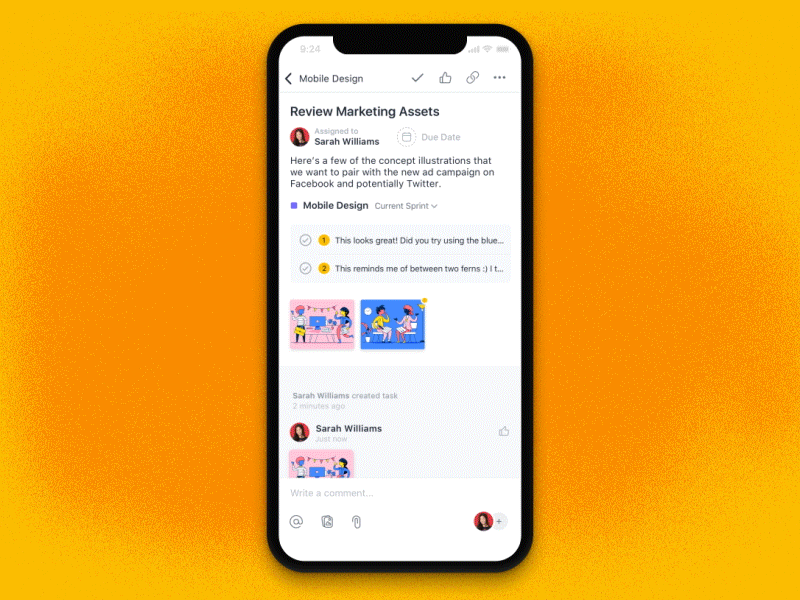 9:24
Mobile Design
Review Marketing Assets
Assigned to
Sarah Williams
Due Date
Here's a few of the concept illustrations that
we want to pair with the new ad campaign on
Facebook and potentially Twitter.
Mobile Design Current Sprint
1 This looks great! Did you try using the blue...
2 This reminds me of between two ferns :) I t...
Sarah Williams created task
2 minutes ago
Sarah Williams
Just now
Write a comment...